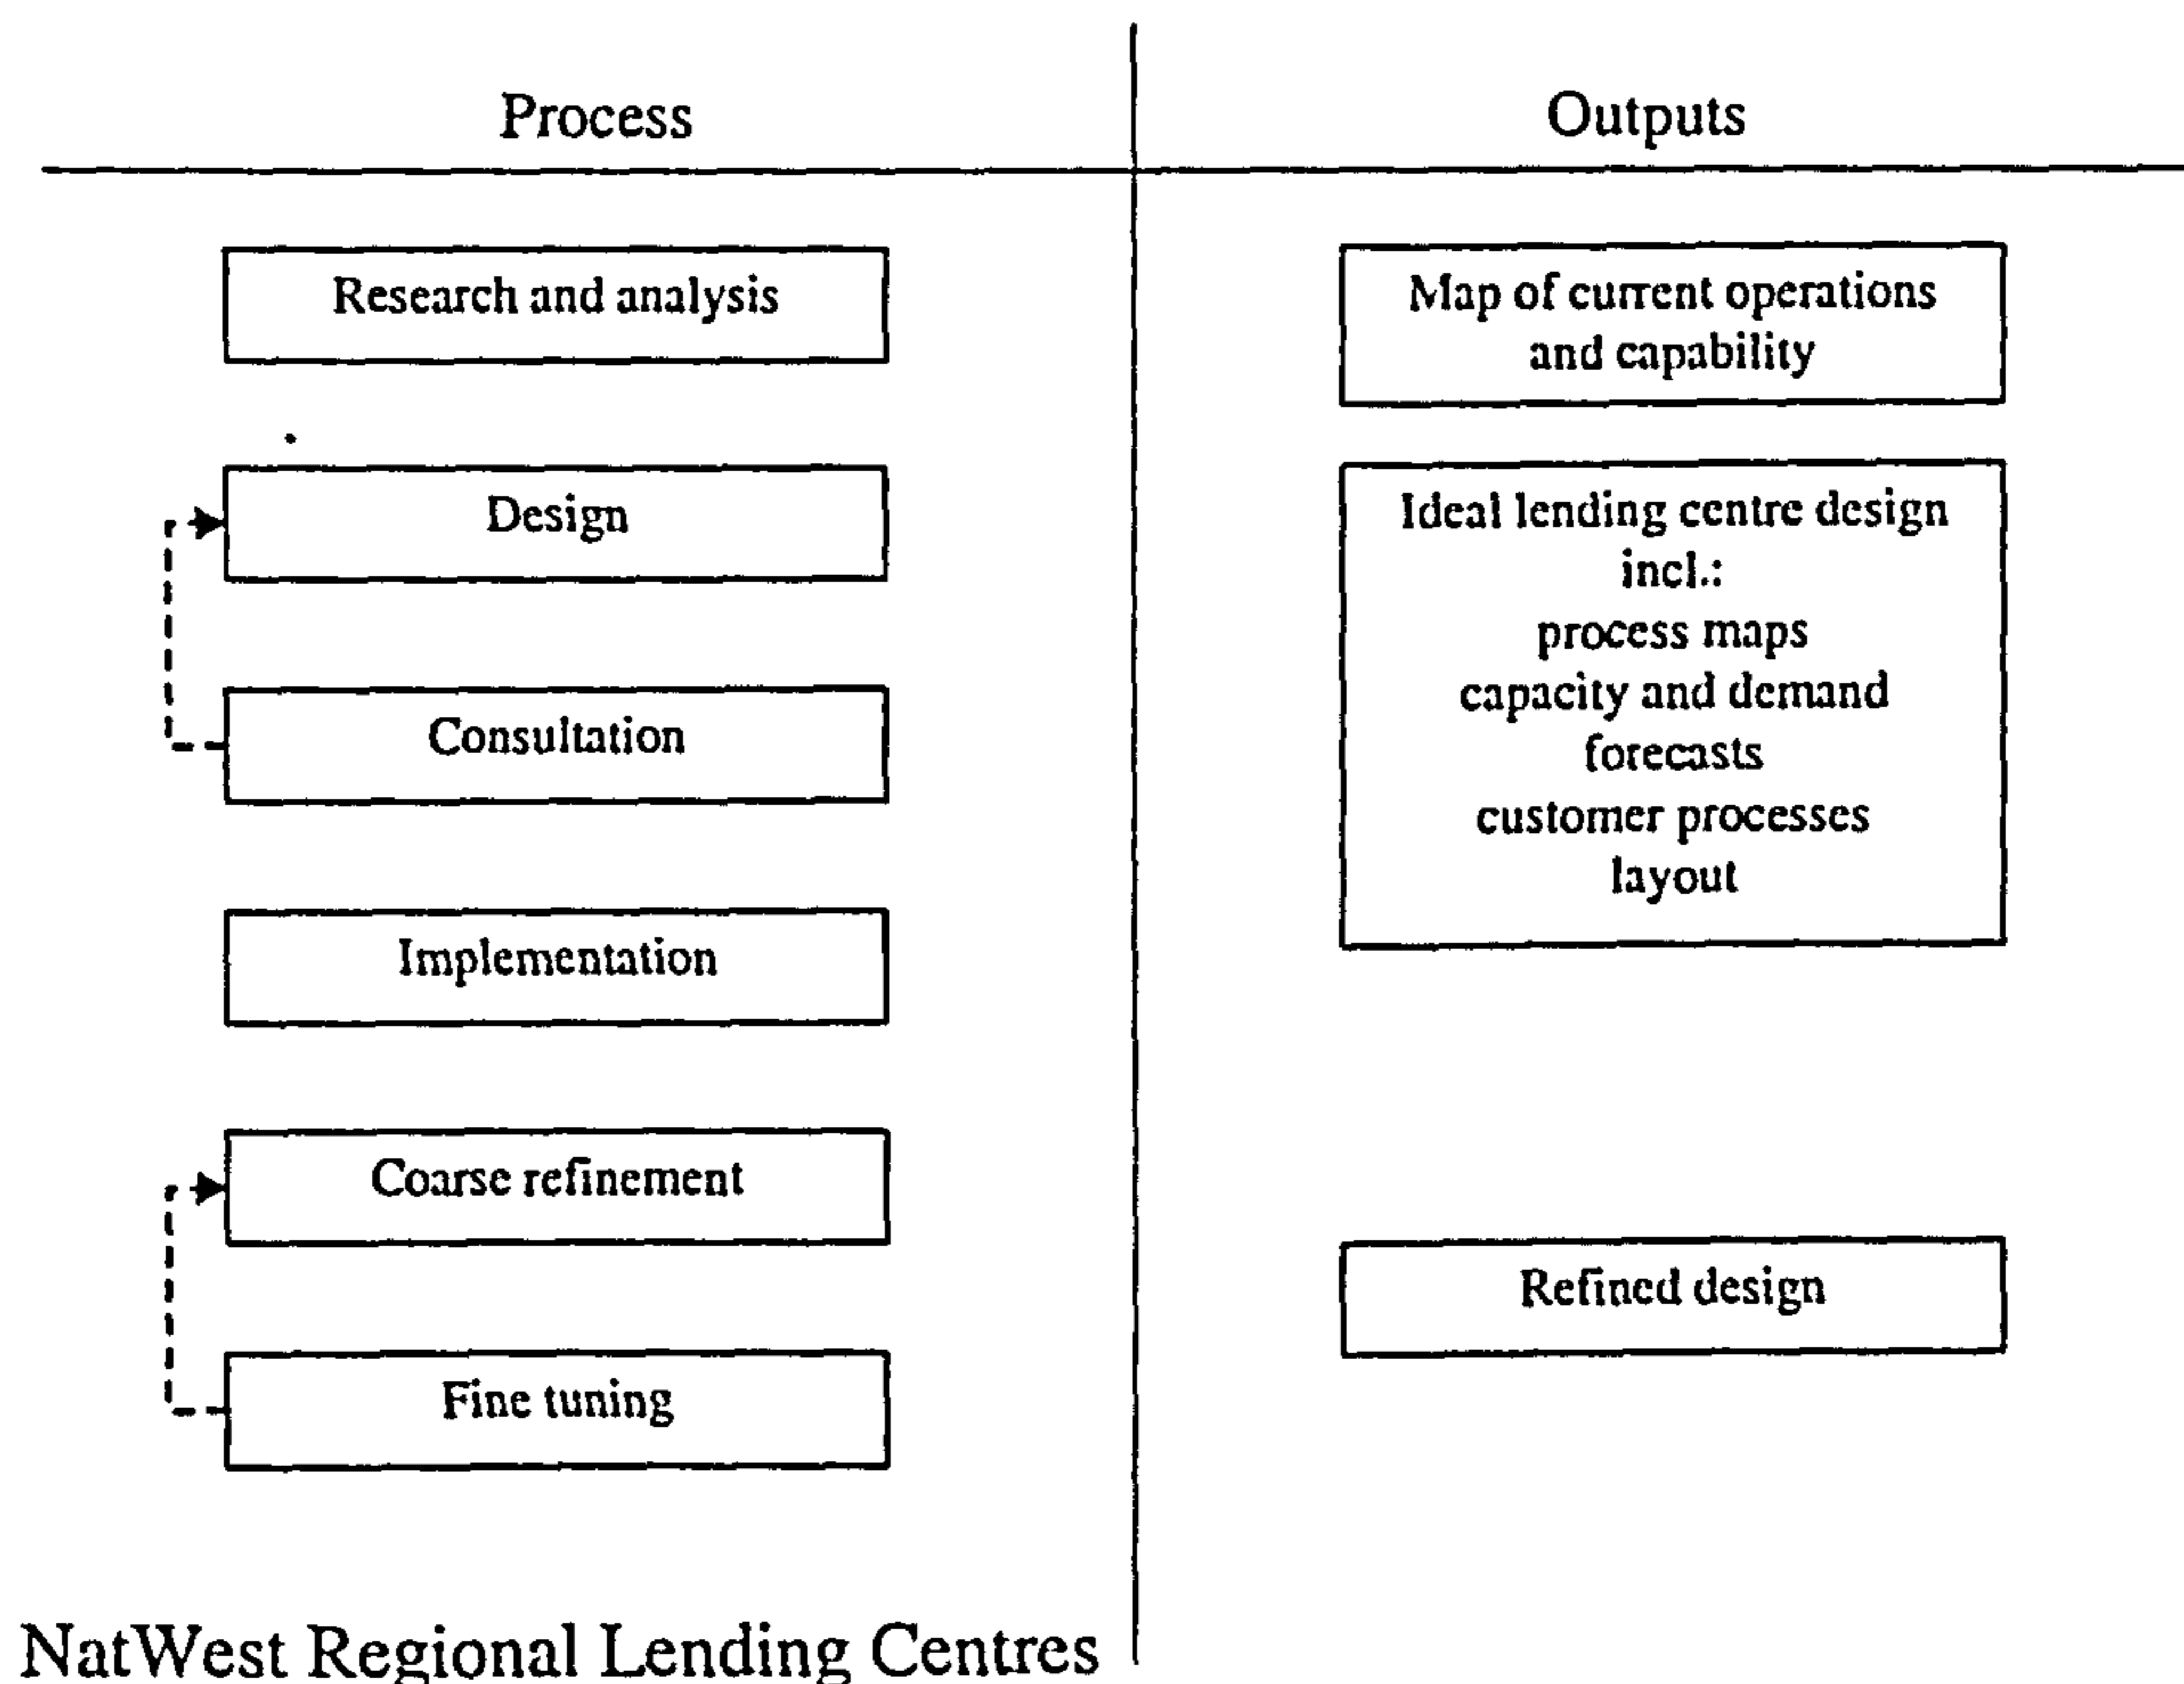 Process
Outputs
Research and analysis
Design
Consultation
Implementation
Coarse refinement
Fine tuning
Map of current operations
and capability
Ideal lending centre design
incl.:
process maps
capacity and demand
forecasts
customer processes
layout
Refined design
NatWest Regional Lending Centres